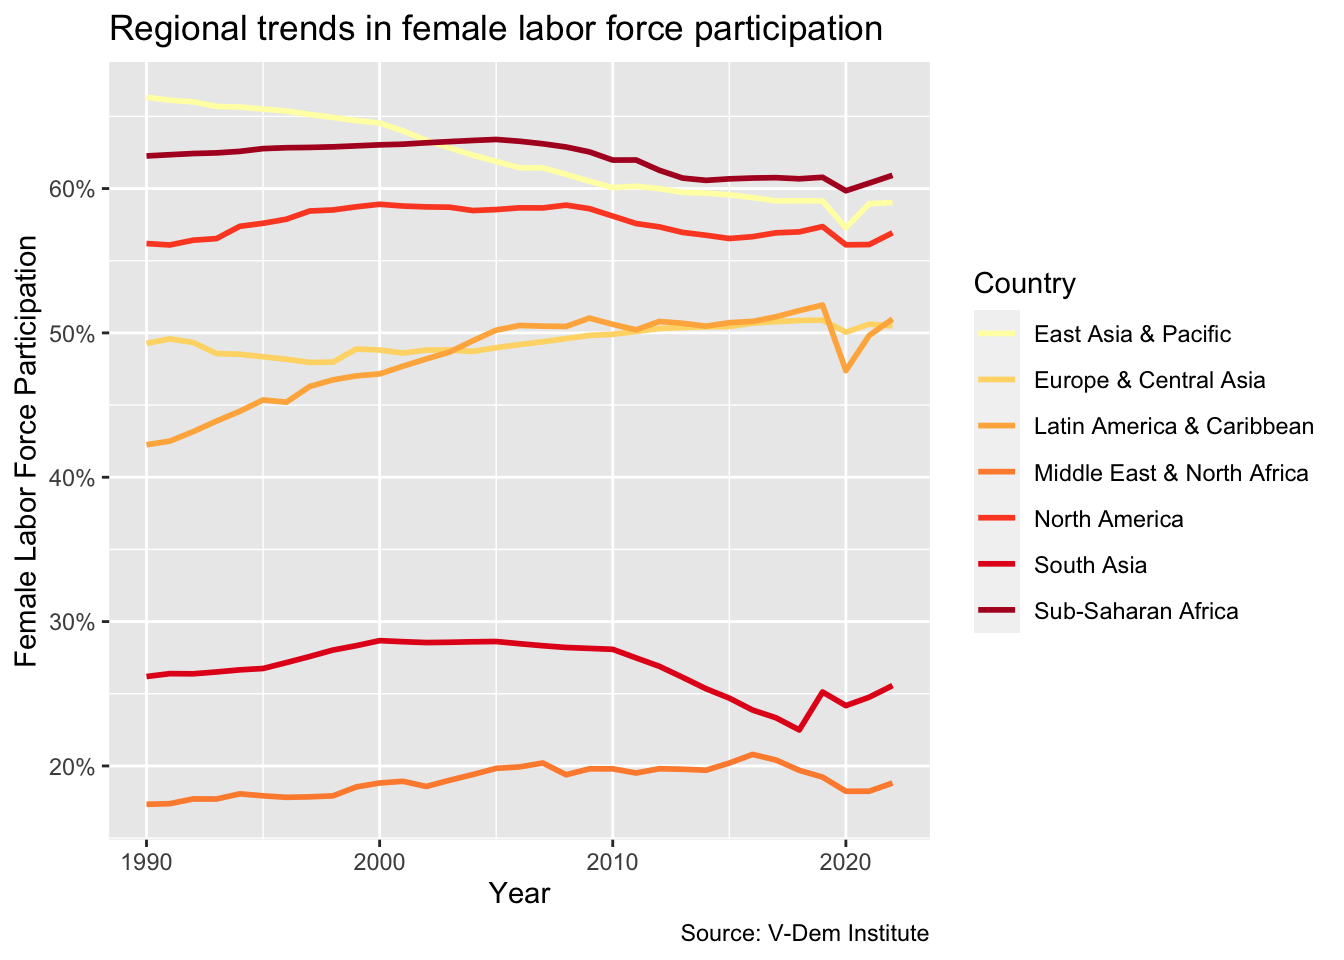 Regional trends in female labor force participation
Female Labor Force Participation
60%
50%
40%
30%
20%
1990 2000 2010 2020
Year
Country
East Asia & Pacific
Europe & Central Asia
Latin America & Caribbean
Middle East & North Africa
North America
South Asia
Sub-Saharan Africa
Source: V-Dem Institute